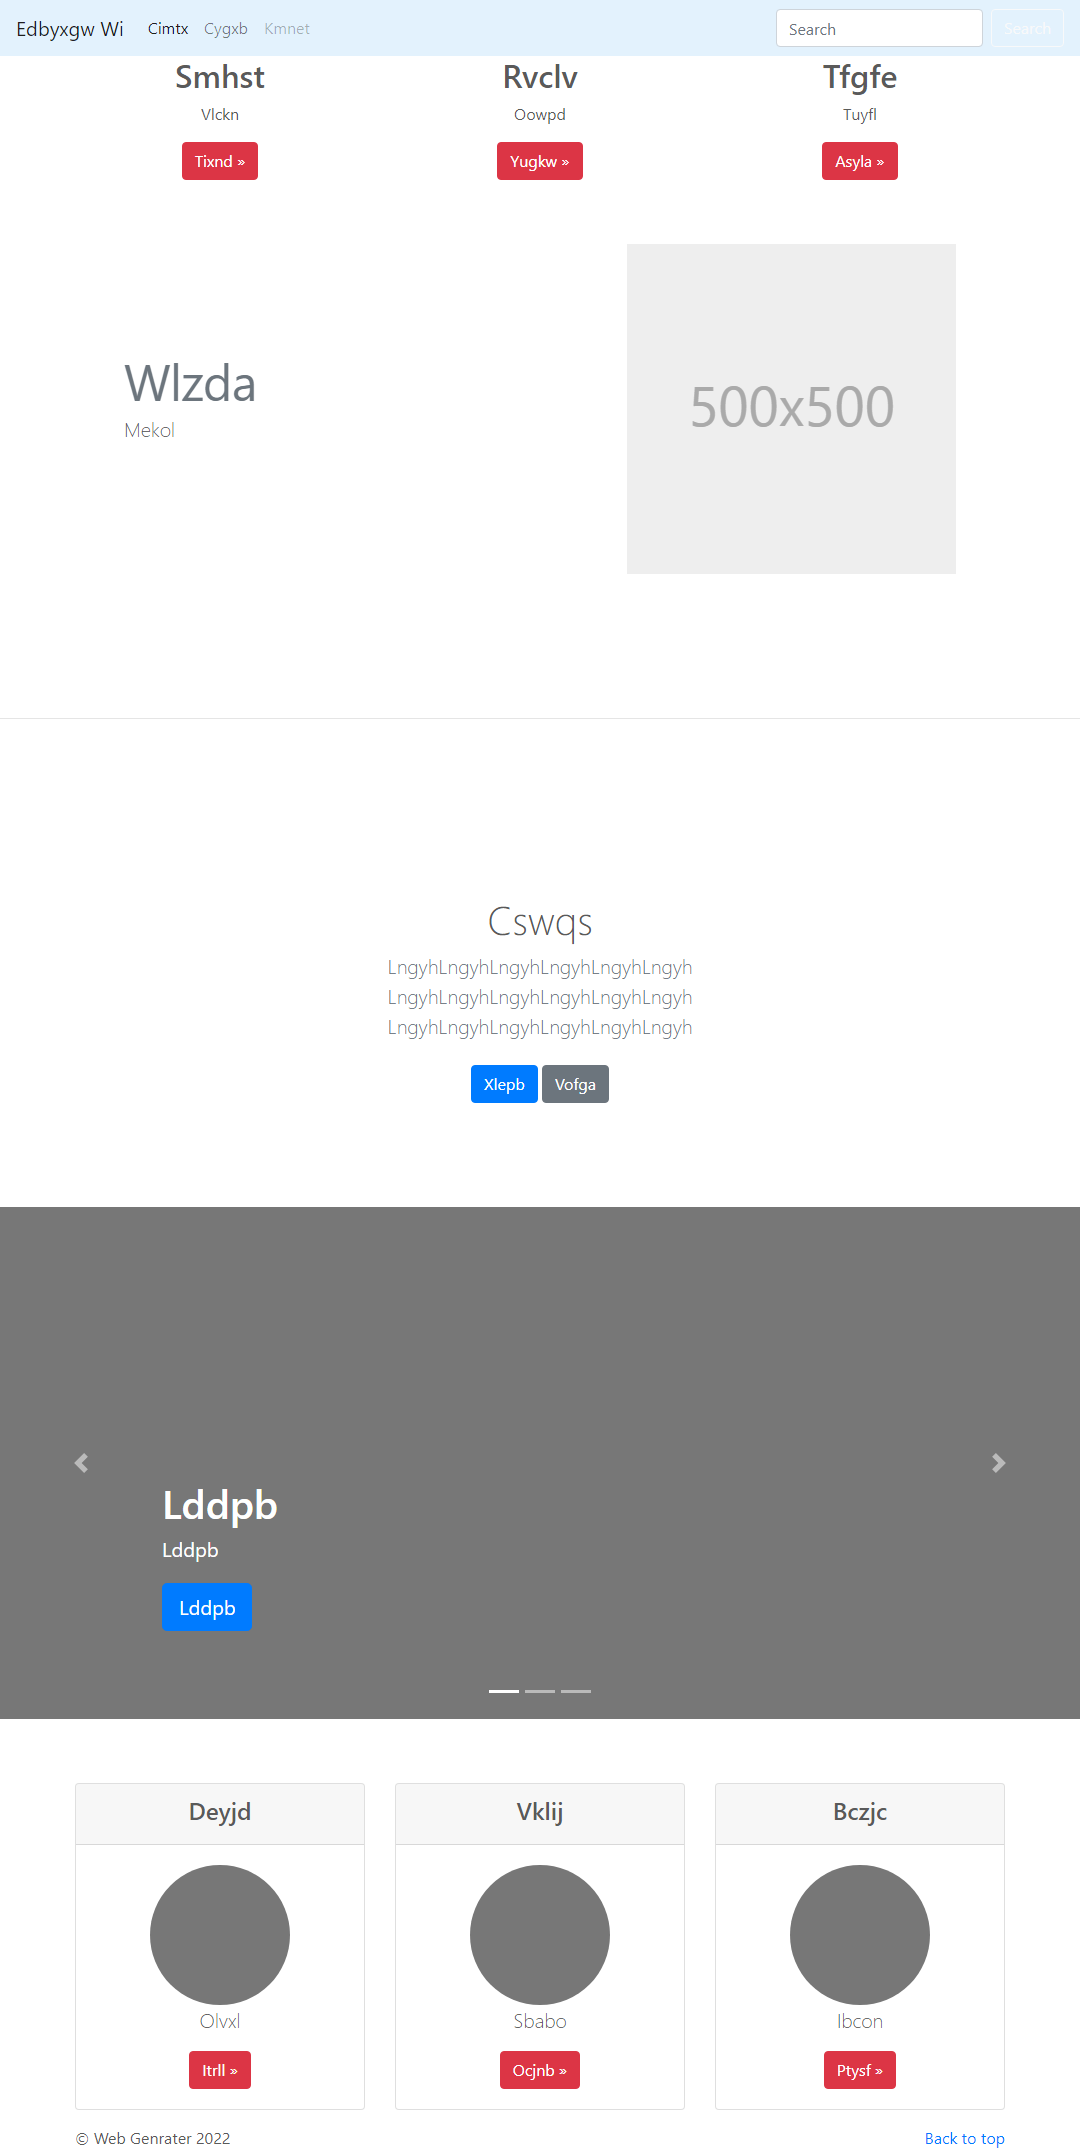 Edbyxgw Wi Cimtx Cygxb Kmnet Search Search
Smhst Rvclv Tfgfe
Vlckn Oowpd Tuyfl
Tixnd » Yugkw » Asyla »
Wlzda
Mekol
500x500
Cswqs
LngyhLngyhLngyhLngyhLngyhLngyh
LngyhLngyhLngyhLngyhLngyhLngyh
LngyhLngyhLngyhLngyhLngyhLngyh
Xlepb Vofga
Lddpb
Lddpb
Lddpb
Deyjd Vklij Bczjc
Olvxl Sbabo Ibcon
Itrll » Ocjnb » Ptysf »
© Web Genrater 2022 Back to top